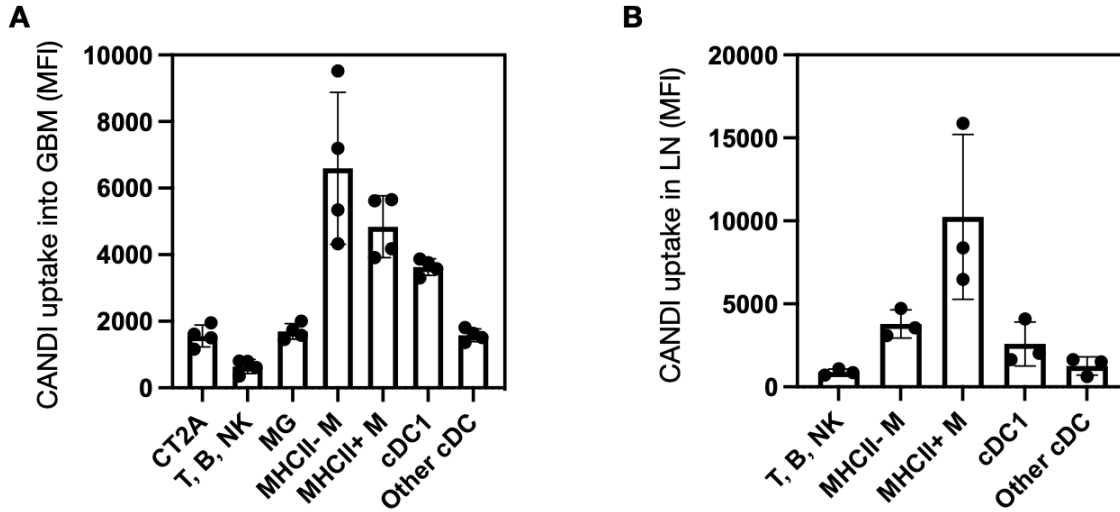 A
CANDI uptake into GBM (MFI)
10000
8000
6000
4000
2000
0
CT2A
T, B, NK
MG
MHCII- M
MHCII+ M
cDC1
Other cDC
B
CANDI uptake in LN (MFI)
20000
15000
10000
5000
0
T, B, NK
MHCII- M
MHCII+ M
cDC1
Other cDC